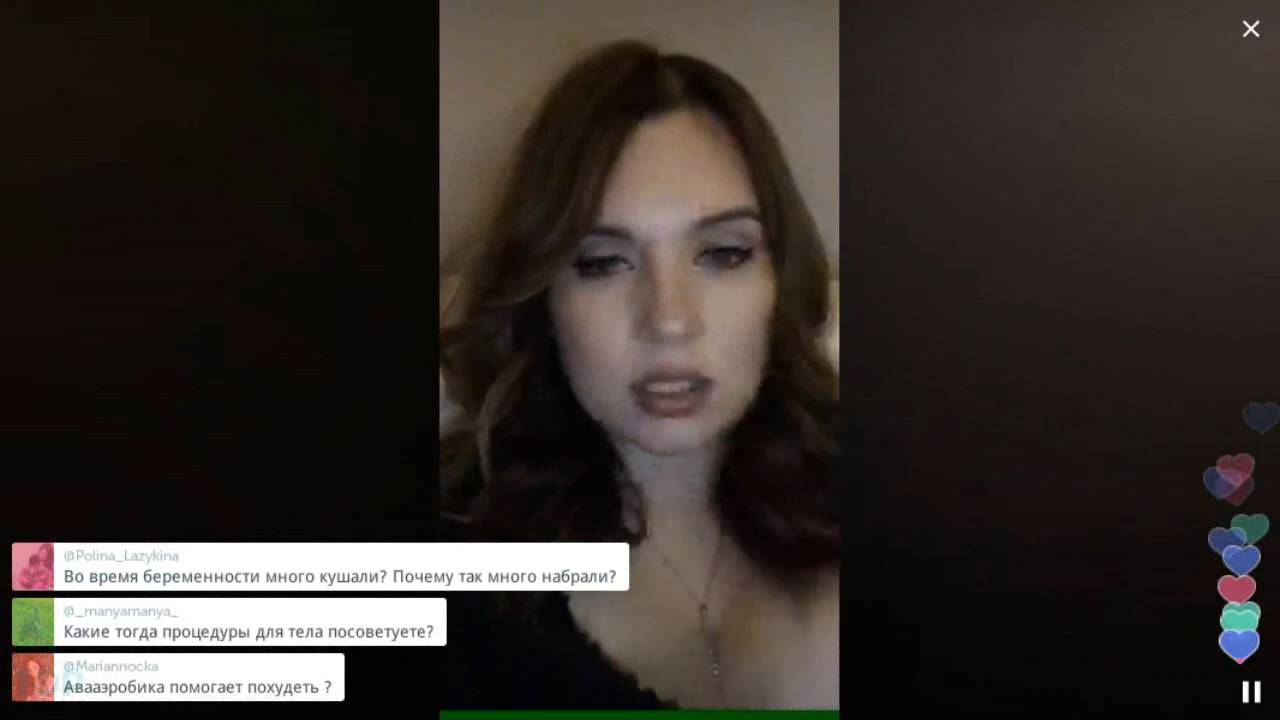 @Polina_Lazykina
Во время беременности много кушали? Почему так много набрали?
@_manyamanya_
Какие тогда процедуры для тела посоветуете?
@Mariannocka
Авааэробика помогает похудеть ?